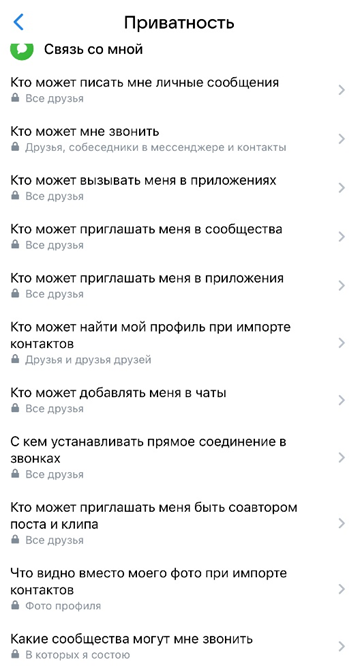 Приватность
Связь со мной
Кто может писать мне личные сообщения
Все друзья
Кто может мне звонить
Друзья, собеседники в мессенджере и контакты
Кто может вызывать меня в приложениях
Все друзья
Кто может приглашать меня в сообщества
Все друзья
Кто может приглашать меня в приложения
Все друзья
Кто может найти мой профиль при импорте
контактов
Друзья и друзья друзей
Кто может добавлять меня в чаты
Все друзья
С кем устанавливать прямое соединение в
звонках
Все друзья
Кто может приглашать меня быть соавтором
поста и клипа
Все друзья
Что видно вместо моего фото при импорте
контактов
Фото профиля
Какие сообщества могут мне звонить
В которых я состою